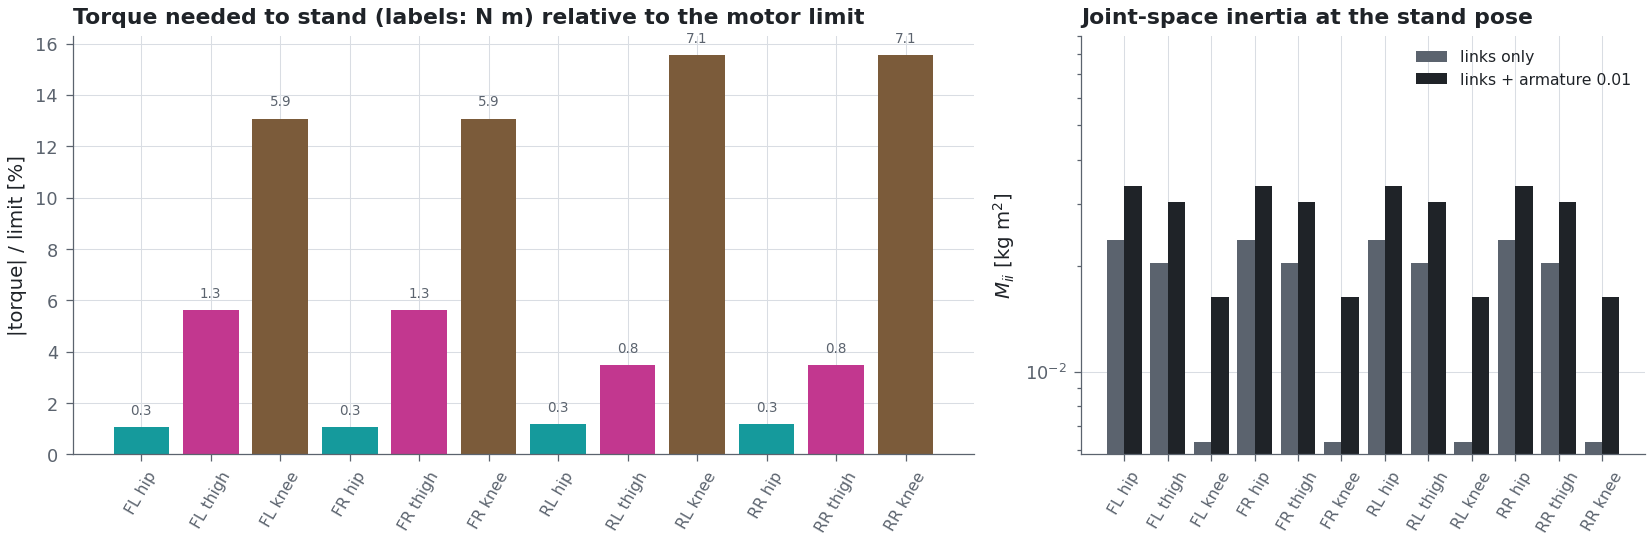 Torque needed to stand (labels: N m) relative to the motor limit
|torque| / limit [%]
16
14
12
10
8
6
4
2
0
0.3
1.3
5.9
0.3
1.3
5.9
0.3
0.8
7.1
0.3
0.8
7.1
FL hip
FL thigh
FL knee
FR hip
FR thigh
FR knee
RL hip
RL thigh
RL knee
RR hip
RR thigh
RR knee
Joint-space inertia at the stand pose
M_{ii} [kg m²]
links only
links + armature 0.01
10⁻²
FL hip
FL thigh
FL knee
FR hip
FR thigh
FR knee
RL hip
RL thigh
RL knee
RR hip
RR thigh
RR knee